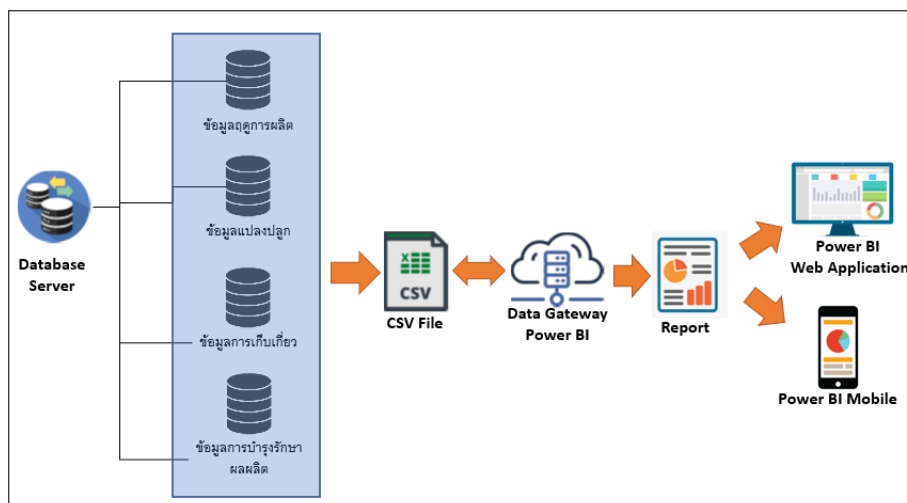 ข้อมูลฤดูการผลิต
ข้อมูลแปลงปลูก
ข้อมูลการเก็บเกี่ยว
ข้อมูลการบำรุงรักษา
ผลผลิต
Database
Server
CSV
CSV File
Data Gateway
Power BI
Report
Power BI
Web Application
Power BI Mobile